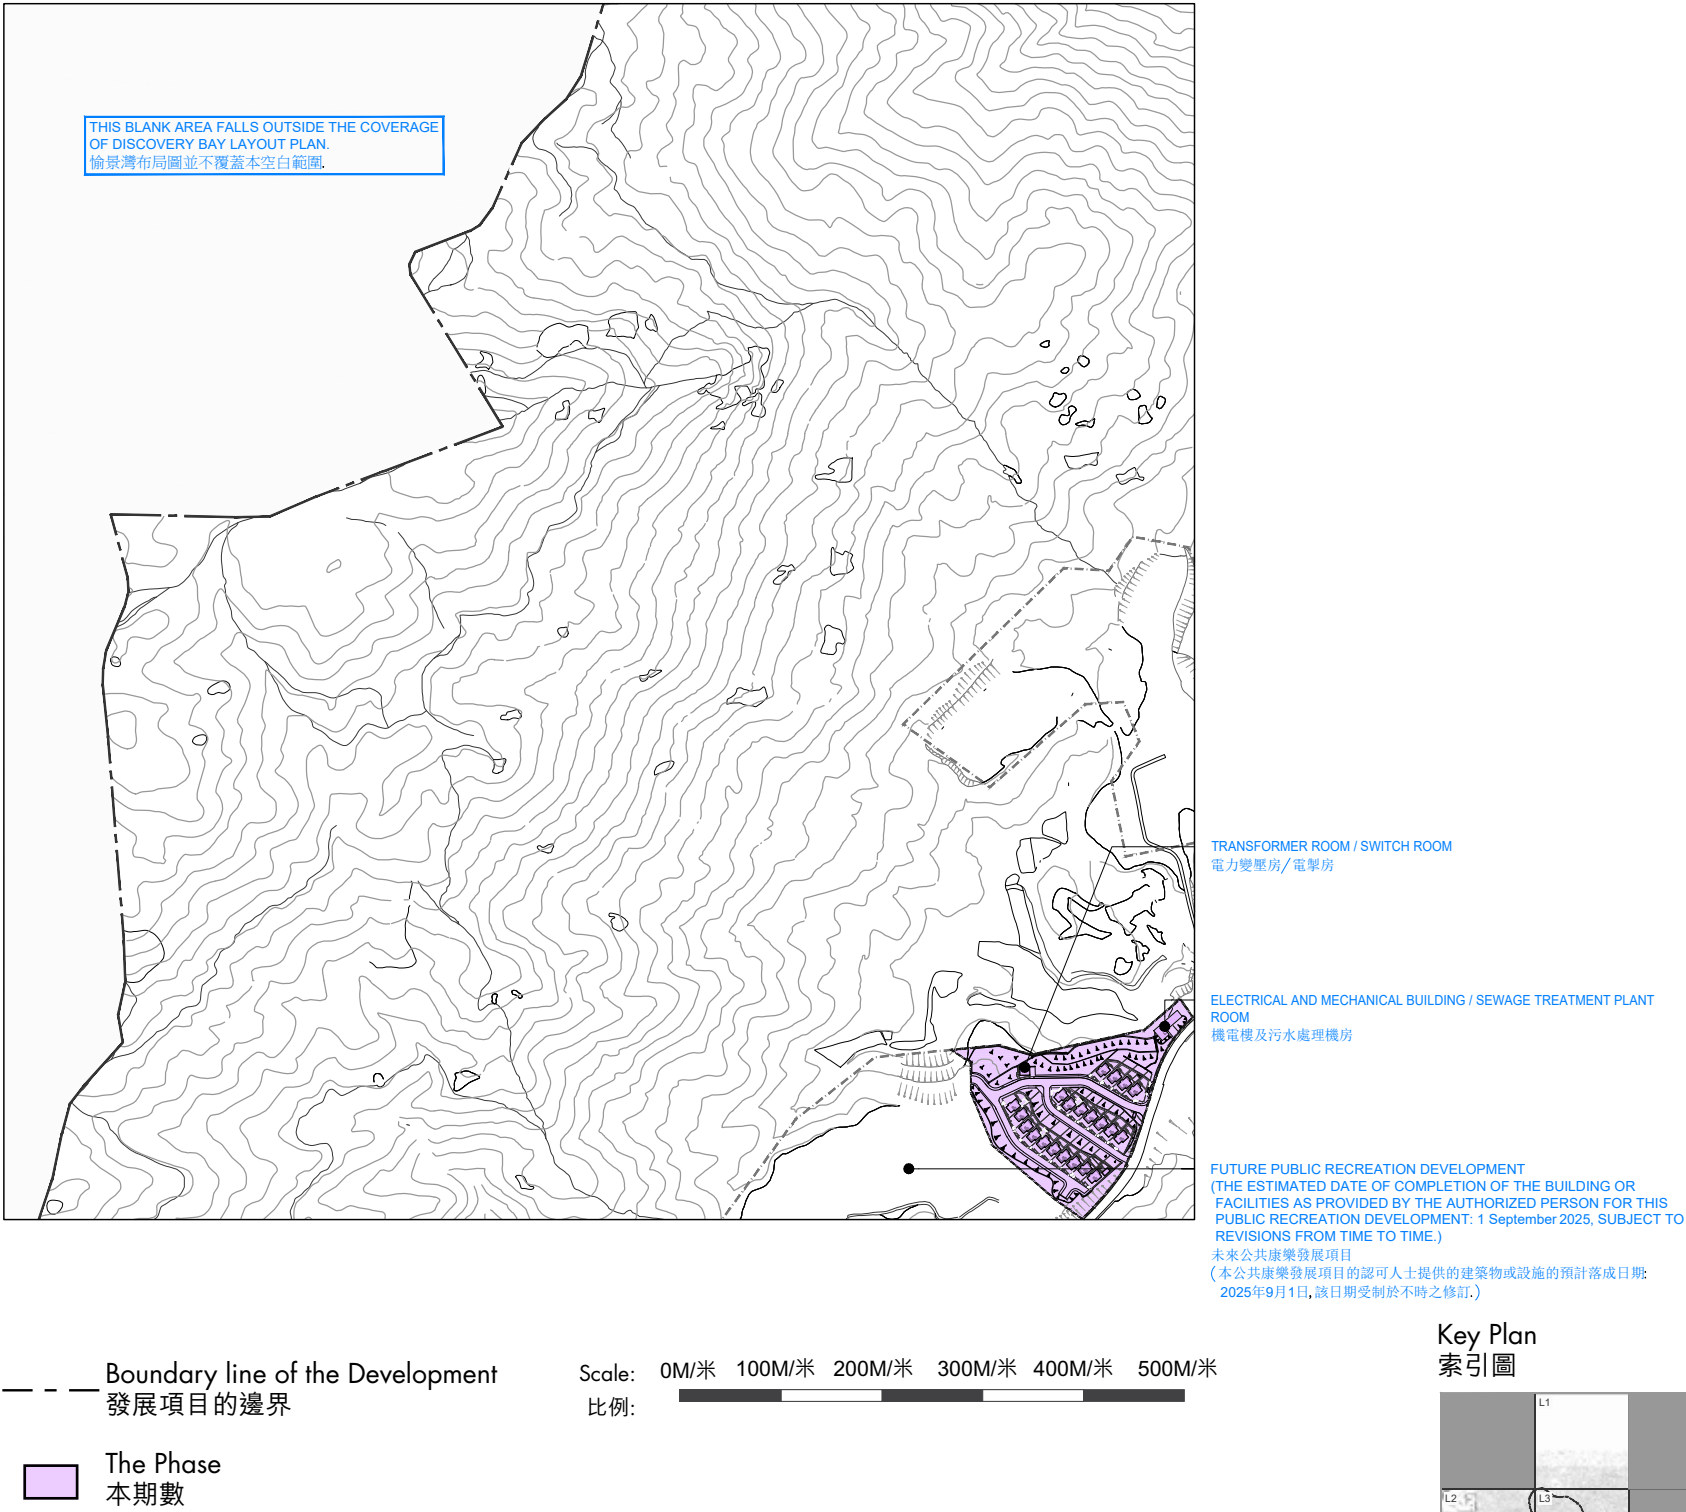 THIS BLANK AREA FALLS OUTSIDE THE COVERAGE
OF DISCOVERY BAY LAYOUT PLAN.
愉景灣布局圖並不覆蓋本空白範圍.
TRANSFORMER ROOM / SWITCH ROOM
電力變壓房/電掣房
ELECTRICAL AND MECHANICAL BUILDING / SEWAGE TREATMENT PLANT
ROOM
機電樓及污水處理機房
FUTURE PUBLIC RECREATION DEVELOPMENT
(THE ESTIMATED DATE OF COMPLETION OF THE BUILDING OR
FACILITIES AS PROVIDED BY THE AUTHORIZED PERSON FOR THIS
PUBLIC RECREATION DEVELOPMENT: 1 September 2025, SUBJECT TO
REVISIONS FROM TIME TO TIME.)
未來公共康樂發展項目
(本公共康樂發展項目的認可人士提供的建築物或設施的預計落成日期:
2025年9月1日,該日期受制於不時之修訂.)
Boundary line of the Development
發展項目的邊界
The Phase
本期數
Scale: 0M/米 100M/米 200M/米 300M/米 400M/米 500M/米
比例:
Key Plan
索引圖
L1
L2 L3